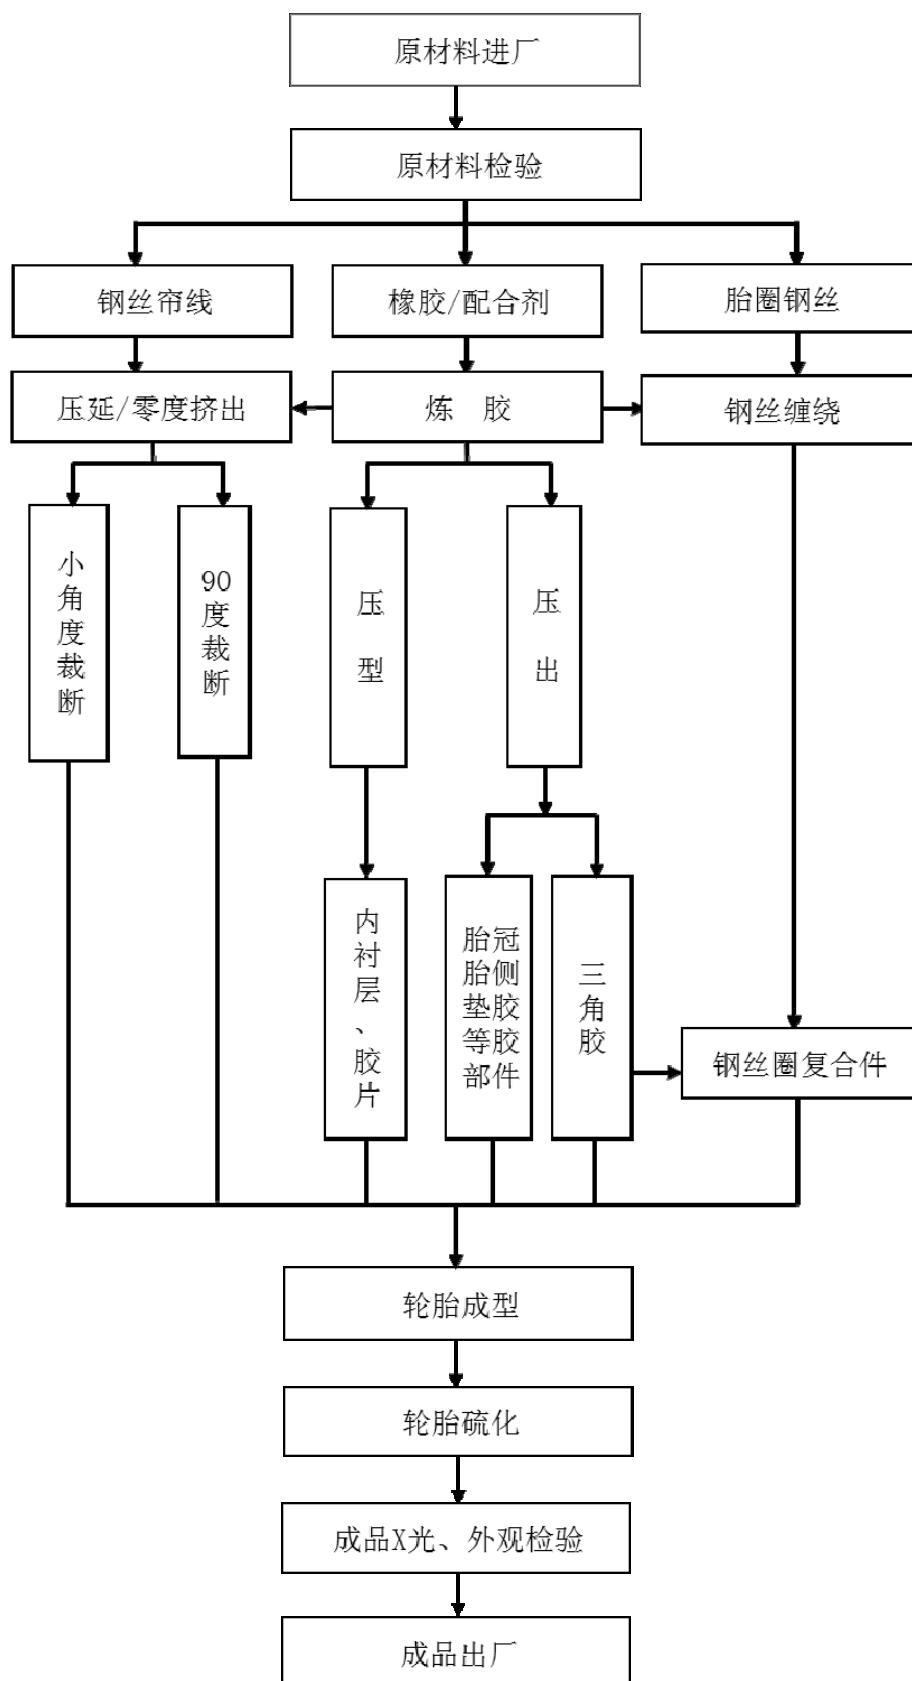 原材料进厂
原材料检验
钢丝帘线
橡胶/配合剂
胎圈钢丝
压延/零度挤出
炼 胶
钢丝缠绕
小角度裁断
90度裁断
压型
压出
内衬层、胶片
胎冠
胎侧
垫胶
等胶
部件
三角胶
钢丝圈复合件
轮胎成型
轮胎硫化
成品X光、外观检验
成品出厂